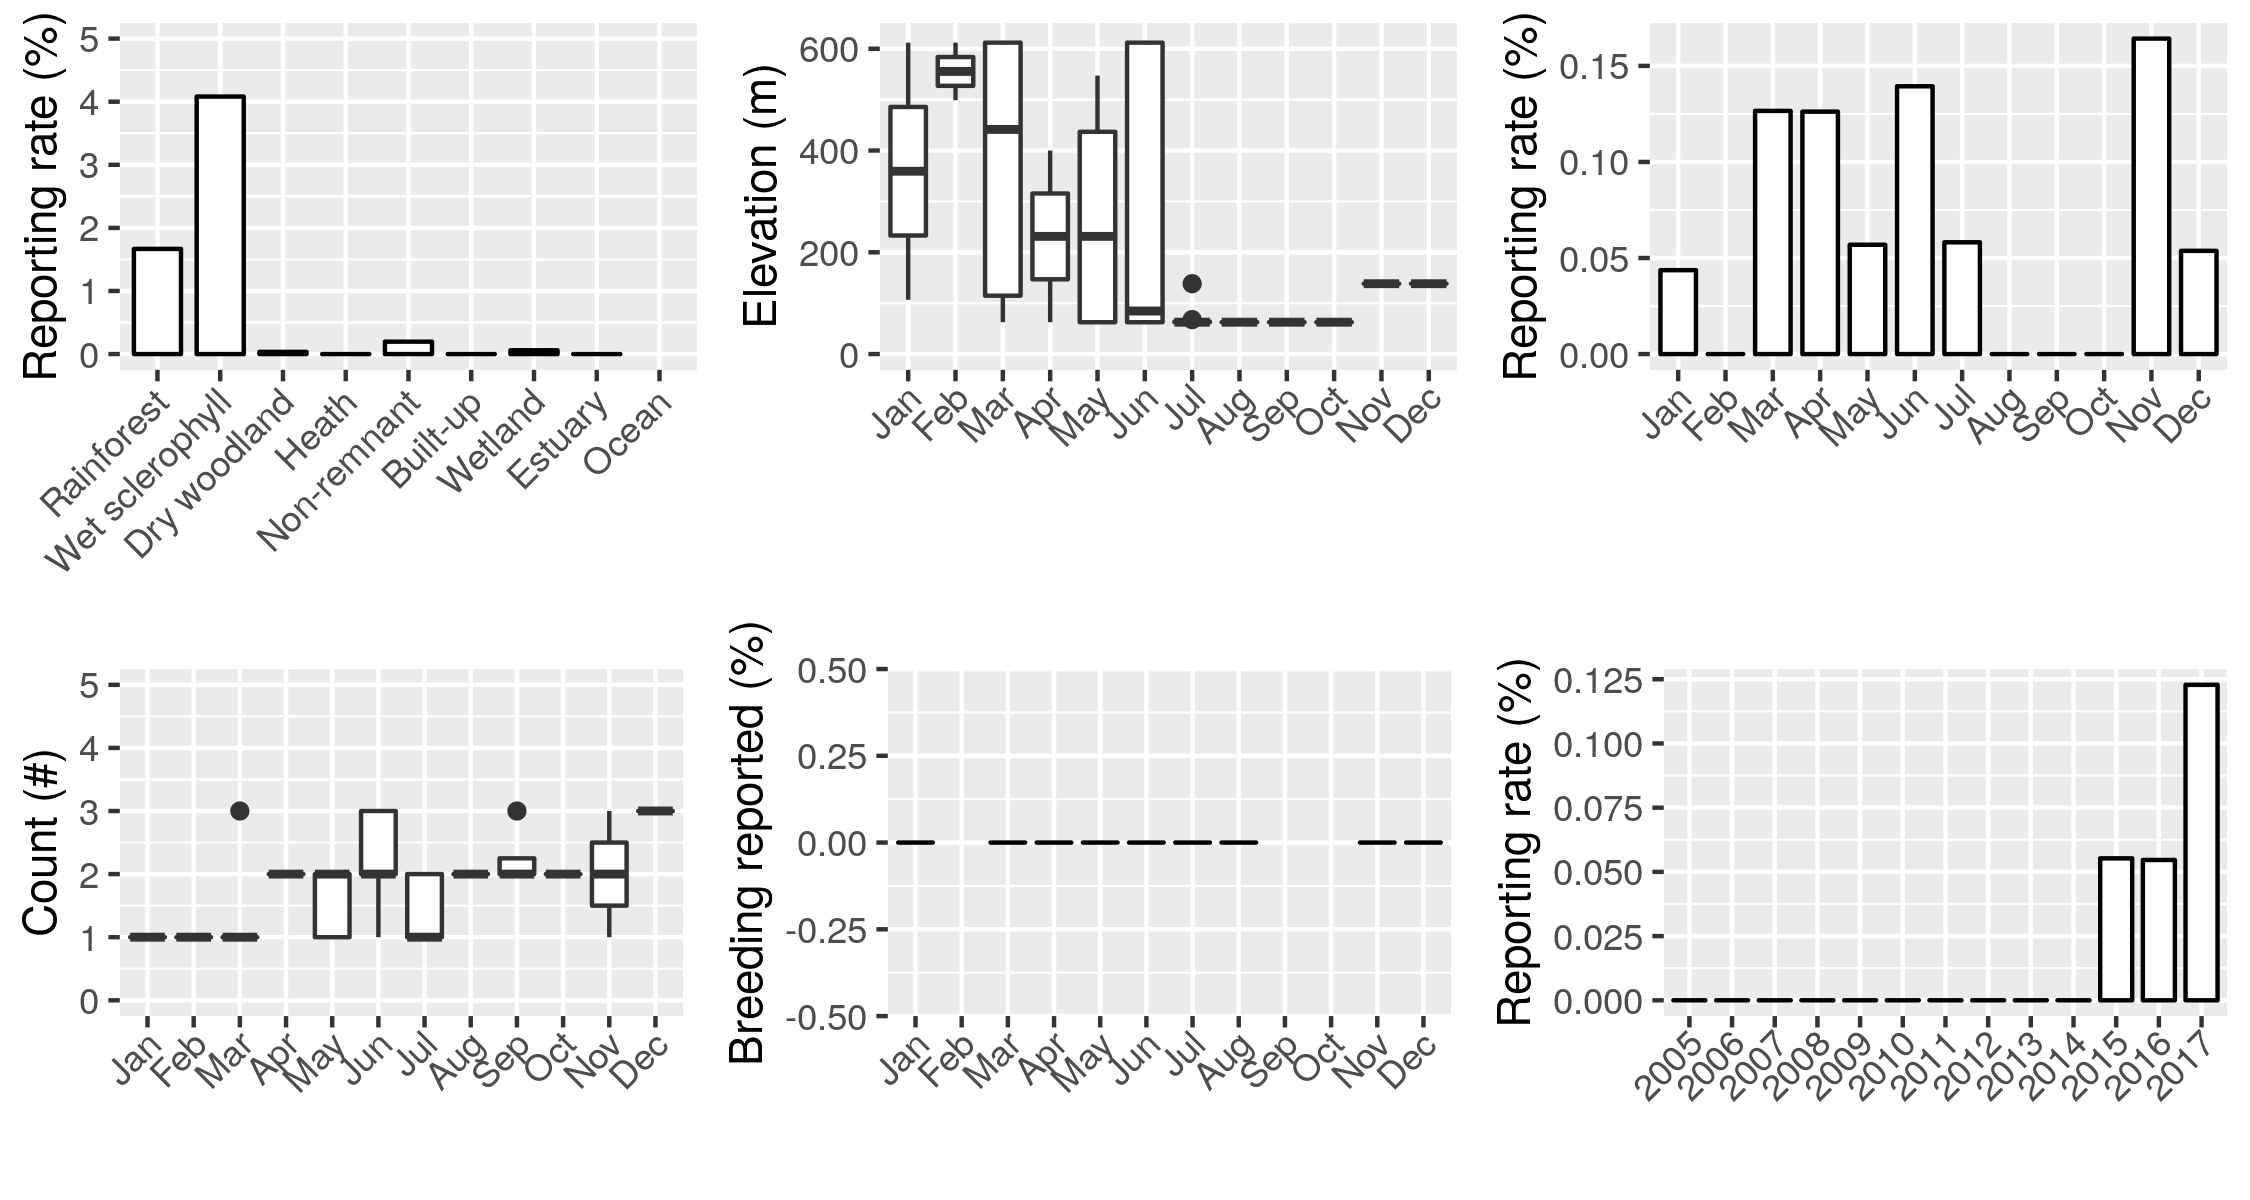 Reporting rate (%)
5
4
3
2
1
0
Rainforest
Wet sclerophyll
Dry woodland
Heath
Non-remnant
Built-up
Wetland
Estuary
Ocean
Elevation (m)
600
400
200
0
Jan
Feb
Mar
Apr
May
Jun
Jul
Aug
Sep
Oct
Nov
Dec
Reporting rate (%)
0.15
0.10
0.05
0.00
Jan
Feb
Mar
Apr
May
Jun
Jul
Aug
Sep
Oct
Nov
Dec
Count (#)
5
4
3
2
1
0
Jan
Feb
Mar
Apr
May
Jun
Jul
Aug
Sep
Oct
Nov
Dec
Breeding reported (%)
0.50
0.25
0.00
-0.25
-0.50
Jan
Feb
Mar
Apr
May
Jun
Jul
Aug
Sep
Oct
Nov
Dec
Reporting rate (%)
0.125
0.100
0.075
0.050
0.025
0.000
2005
2006
2007
2008
2009
2010
2011
2012
2013
2014
2015
2016
2017